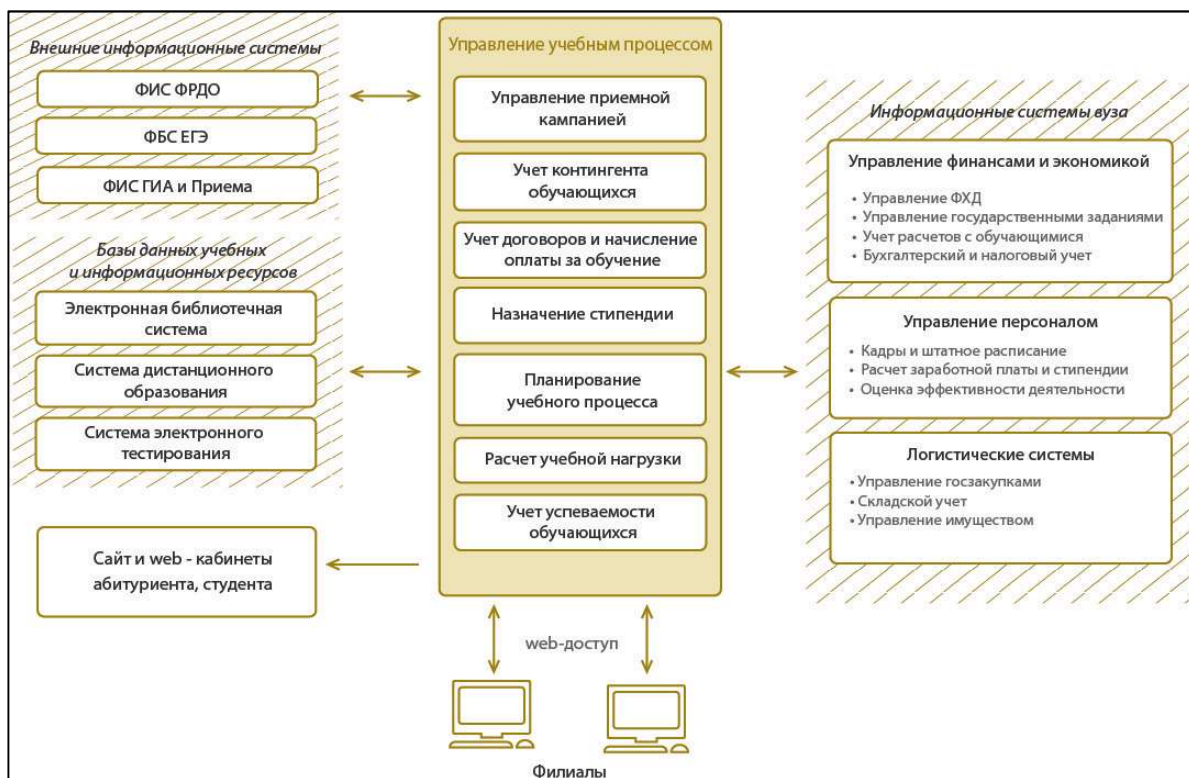 Внешние информационные системы
ФИС ФРДО
ФБС ЕГЭ
ФИС ГИА и Приема
Базы данных учебных
и информационных ресурсов
Электронная библиотечная
система
Система дистанционного
образования
Система электронного
тестирования
Сайт и web - кабинеты
абитуриента, студента
Управление учебным процессом
Управление приемной
кампанией
Учет контингента
обучающихся
Учет договоров и начисление
оплаты за обучение
Назначение стипендии
Планирование
учебного процесса
Расчет учебной нагрузки
Учет успеваемости
обучающихся
web-доступ
Филиалы
Информационные системы вуза
Управление финансами и экономикой
• Управление ФХД
• Управление государственными заданиями
• Учет расчетов с обучающимися
• Бухгалтерский и налоговый учет
Управление персоналом
• Кадры и штатное расписание
• Расчет заработной платы и стипендии
• Оценка эффективности деятельности
Логистические системы
• Управление госзакупками
• Складской учет
• Управление имуществом